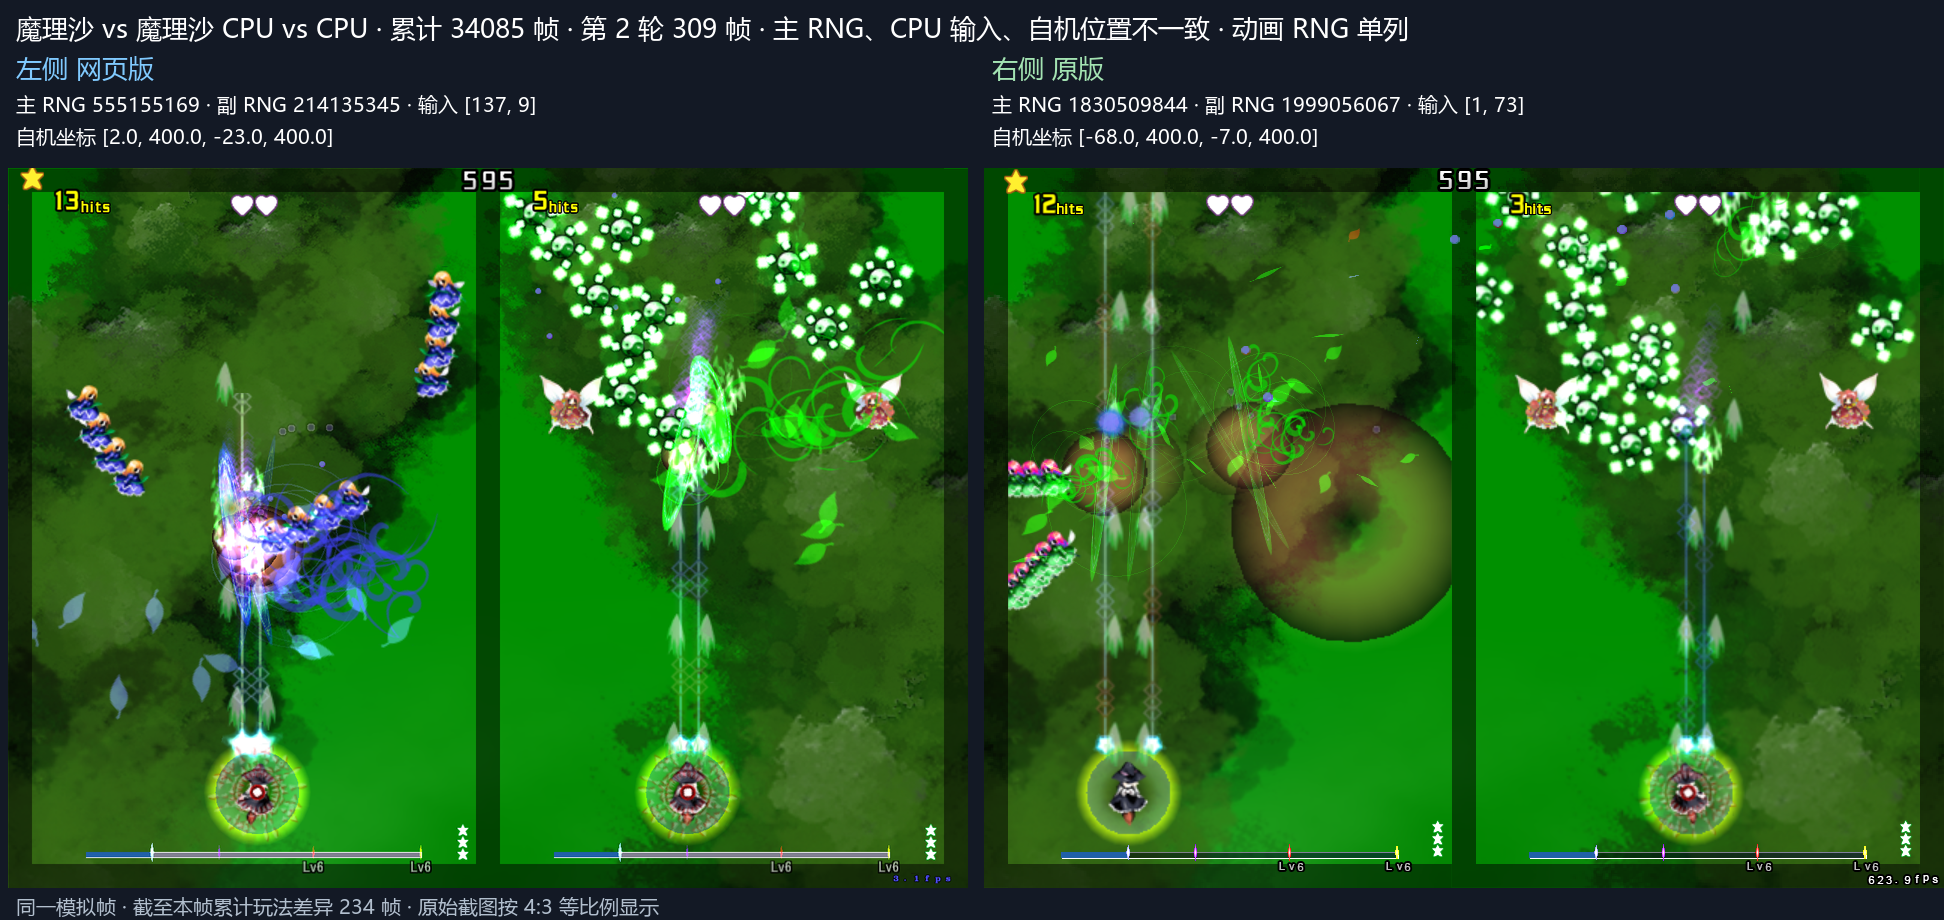 魔理沙 vs 魔理沙 CPU vs CPU · 累计 34085 帧 · 第 2 轮 309 帧 · 主 RNG、CPU 输入、自机位置不一致 · 动画 RNG 单列
左侧 网页版
主 RNG 555155169 · 副 RNG 214135345 · 输入 [137, 9]
自机坐标 [2.0, 400.0, -23.0, 400.0]
右侧 原版
主 RNG 1830509844 · 副 RNG 1999056067 · 输入 [1, 73]
自机坐标 [-68.0, 400.0, -7.0, 400.0]
595
13hits
5hits
Lv6
Lv6
Lv6
Lv6
3.1fps
595
12hits
3hits
Lv6
Lv6
Lv6
Lv6
623.9fps
同一模拟帧 · 截至本帧累计玩法差异 234 帧 · 原始截图按 4:3 等比例显示